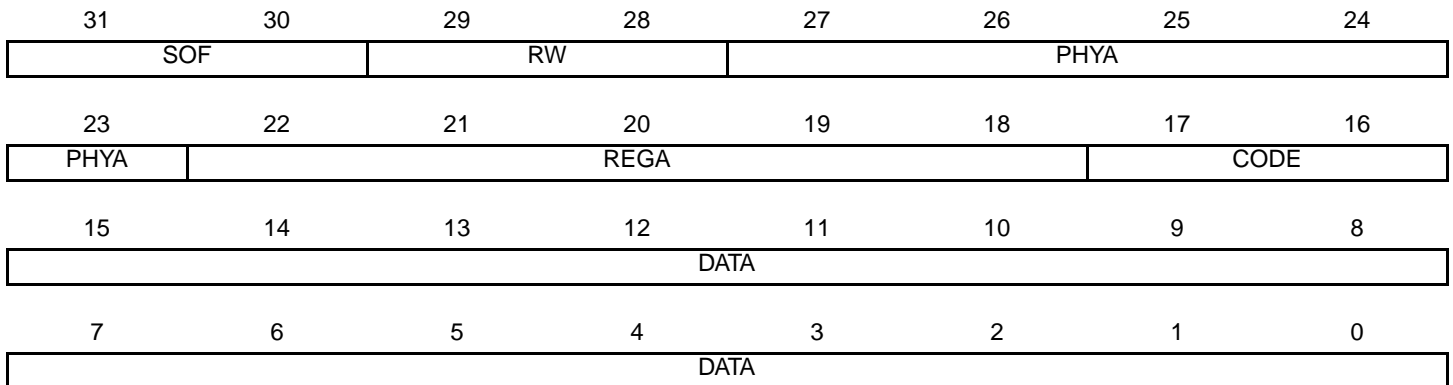 31 30 29 28 27 26 25 24
SOF RW PHYA
23 22 21 20 19 18 17 16
PHYA REGA CODE
15 14 13 12 11 10 9 8
DATA
7 6 5 4 3 2 1 0
DATA